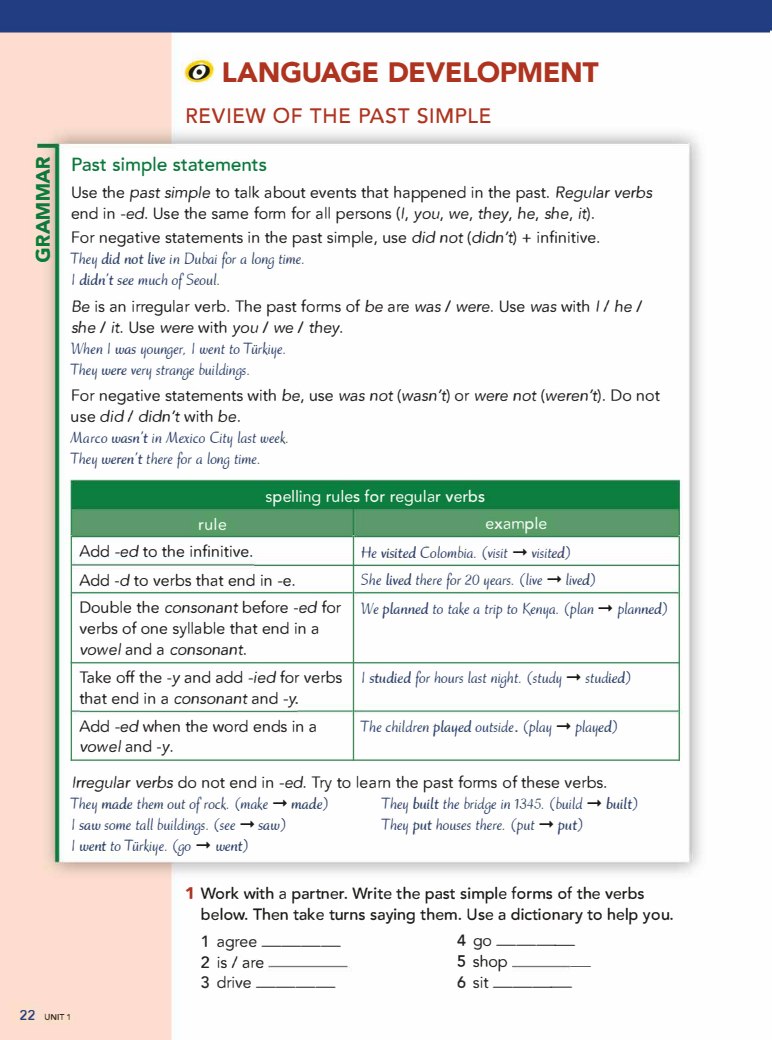 LANGUAGE DEVELOPMENT
REVIEW OF THE PAST SIMPLE
GRAMMAR
Past simple statements
Use the past simple to talk about events that happened in the past. Regular verbs
end in -ed. Use the same form for all persons (I, you, we, they, he, she, it).
For negative statements in the past simple, use did not (didn't) + infinitive.
They did not live in Dubai for a long time.
I didn't see much of Seoul.
Be is an irregular verb. The past forms of be are was / were. Use was with I / he /
she / it. Use were with you / we / they.
When I was younger, I went to Türkiye.
They were very strange buildings.
For negative statements with be, use was not (wasn't) or were not (weren't). Do not
use did / didn't with be.
Marco wasn't in Mexico City last week.
They weren't there for a long time.
spelling rules for regular verbs
rule example
Add -ed to the infinitive. He visited Colombia. (visit → visited)
Add -d to verbs that end in -e. She lived there for 20 years. (live → lived)
Double the consonant before -ed for We planned to take a trip to Kenya. (plan → planned)
verbs of one syllable that end in a
vowel and a consonant.
Take off the -y and add -ied for verbs I studied for hours last night. (study → studied)
that end in a consonant and -y.
Add -ed when the word ends in a The children played outside. (play → played)
vowel and -y.
Irregular verbs do not end in -ed. Try to learn the past forms of these verbs.
They made them out of rock. (make → made) They built the bridge in 1345. (build → built)
I saw some tall buildings. (see → saw) They put houses there. (put → put)
I went to Türkiye. (go → went)
1 Work with a partner. Write the past simple forms of the verbs
below. Then take turns saying them. Use a dictionary to help you.
1 agree __________ 4 go __________
2 is / are __________ 5 shop __________
3 drive __________ 6 sit __________
22 UNIT 1